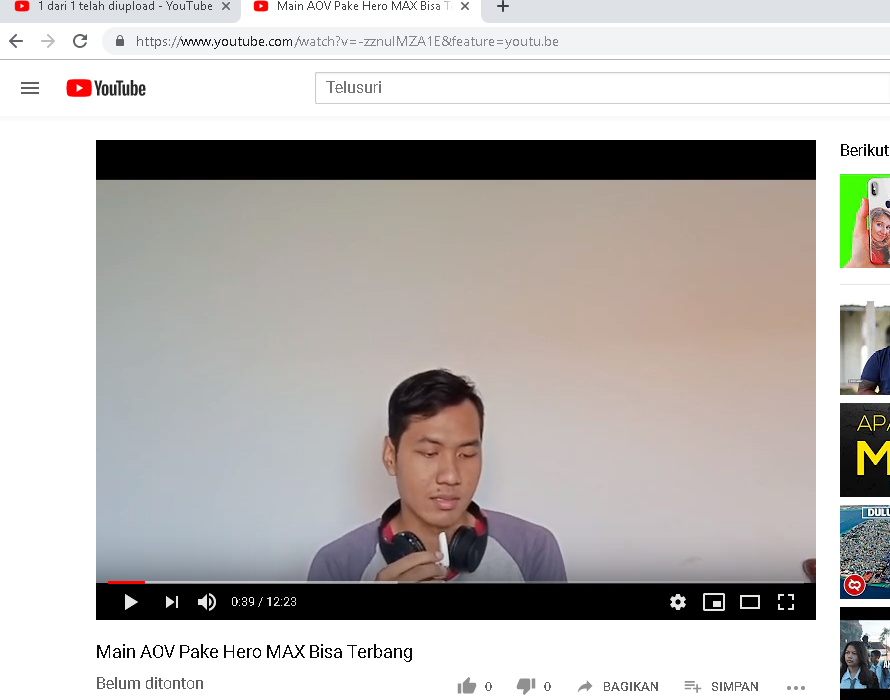 1 dari 1 telah diupload - YouTube
Main AOV Pake Hero MAX Bisa T
https://www.youtube.com/watch?v=-zznulMZA1E&feature=youtu.be
YouTube
Telusuri
Berikut
APA
M
DULU
0:39 / 12:23
Main AOV Pake Hero MAX Bisa Terbang
Belum ditonton
0
0
BAGIKAN
SIMPAN